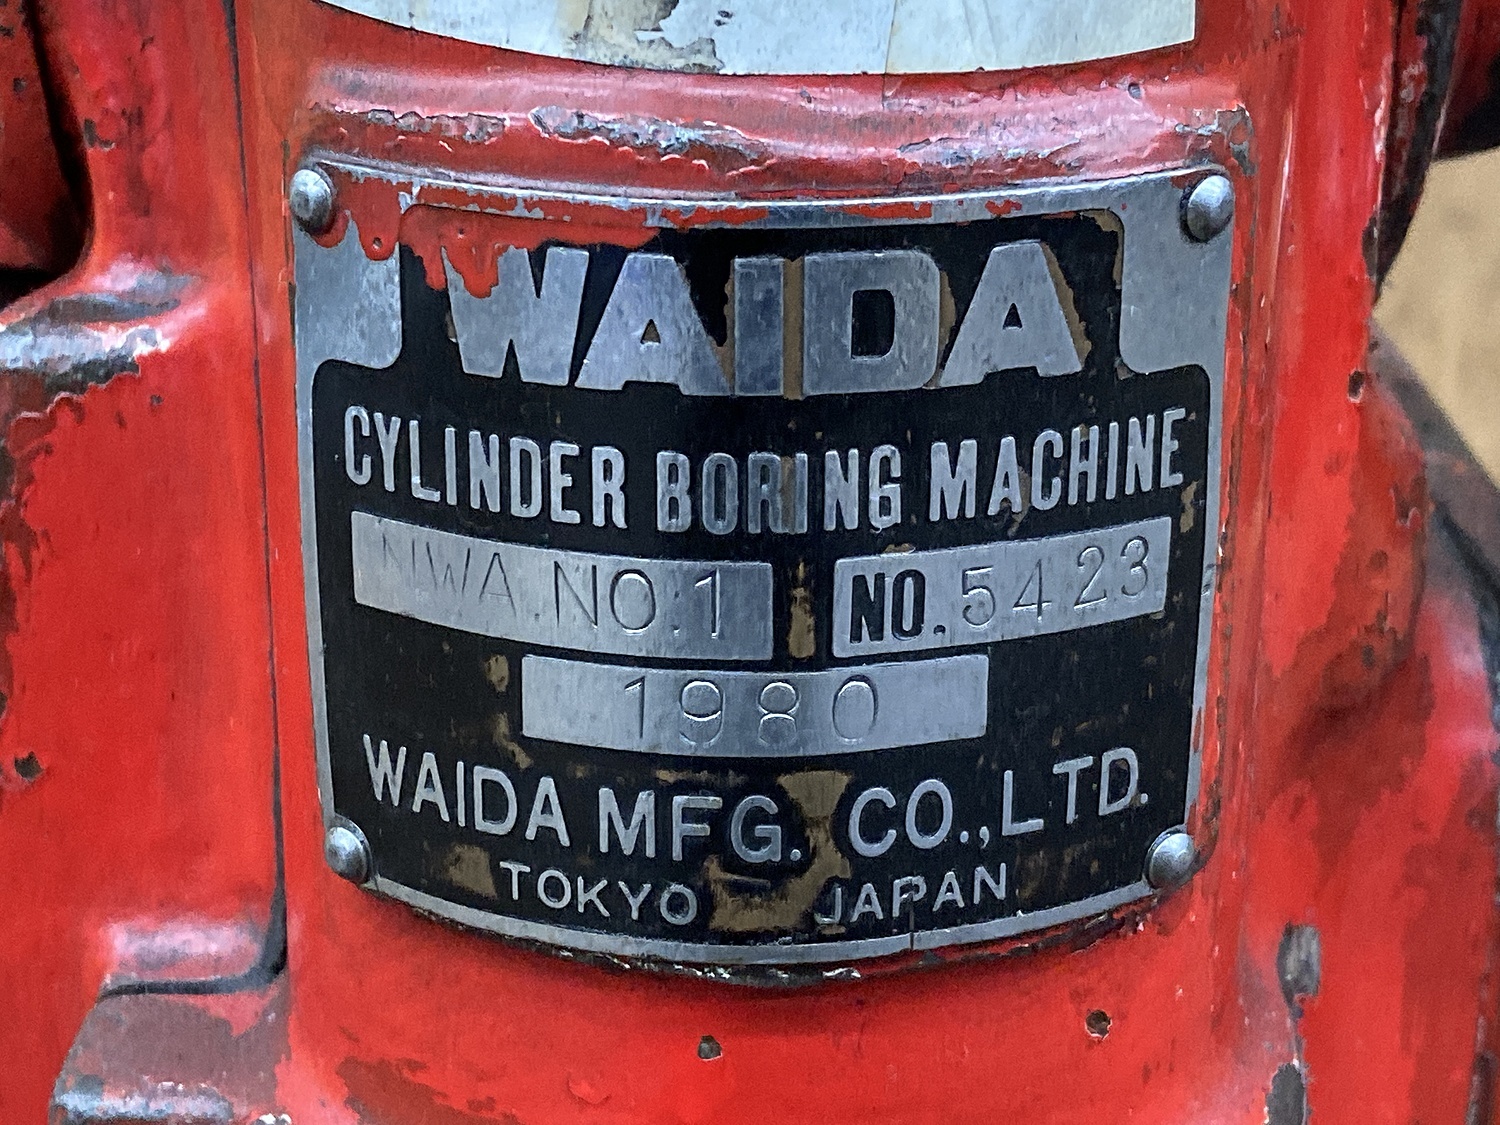 WAIDA
CYLINDER BORING MACHINE
NWA.NO.1 NO. 5423
1980
WAIDA MFG. CO.,LTD.
TOKYO JAPAN